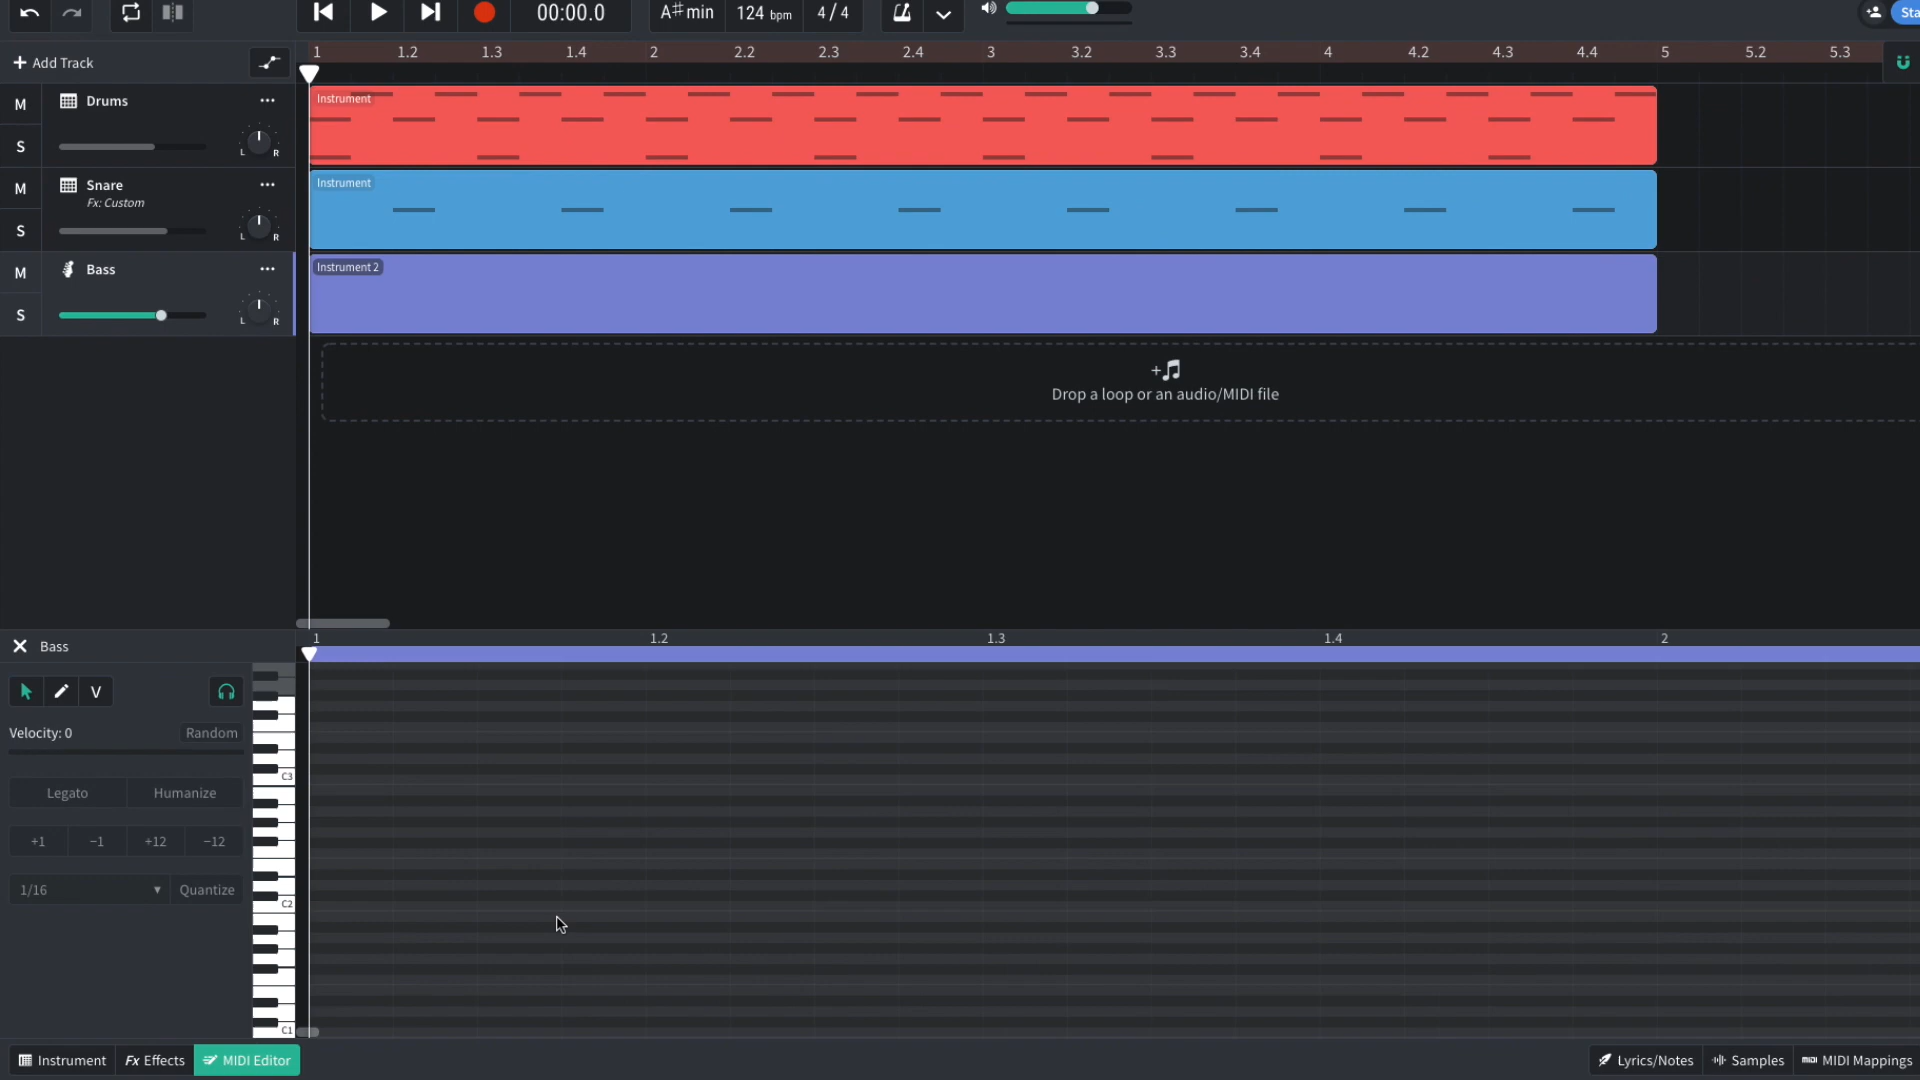 00:00.0
A♯min
124 bpm
4 / 4
Sta
+ Add Track
1 1.2 1.3 1.4 2 2.2 2.3 2.4 3 3.2 3.3 3.4 4 4.2 4.3 4.4 5 5.2 5.3
M
Drums
Instrument
S
L R
M
Snare
Fx: Custom
Instrument
S
L R
M
Bass
Instrument 2
S
L R
Drop a loop or an audio/MIDI file
Bass
1 1.2 1.3 1.4 2
V
Velocity: 0 Random
Legato Humanize
+1 −1 +12 −12
1/16 Quantize
C3
C2
C1
Instrument
Fx Effects
MIDI Editor
Lyrics/Notes
Samples
MIDI Mappings